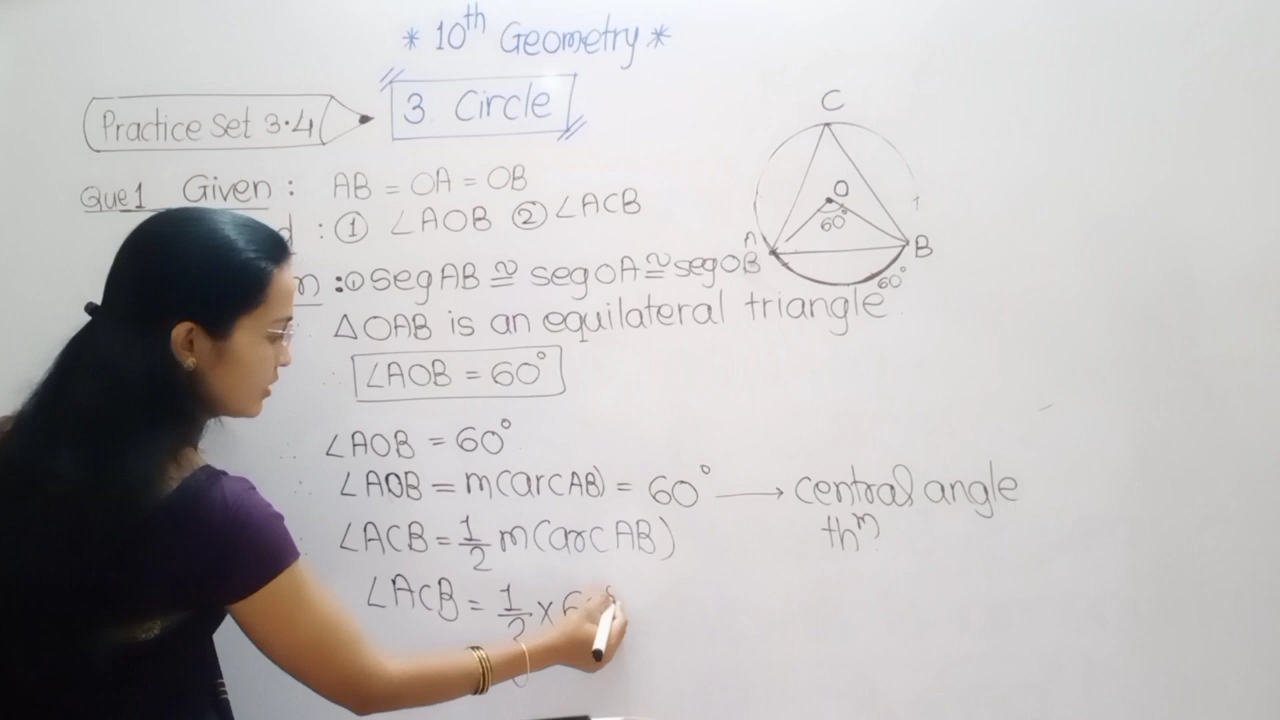 * 10th Geometry *
Practice Set 3.4
3 Circle
Que1 Given : AB = OA = OB
: ① ∠AOB ② ∠ACB
: ① seg AB ≅ seg OA ≅ seg OB
△OAB is an equilateral triangle
∠AOB = 60°
∠AOB = 60°
∠AOB = m(arc AB) = 60° → central angle
thm.
∠ACB = 1/2 m(arc AB)
∠ACB = 1/2 ×
C
O
60°
A
B
60°